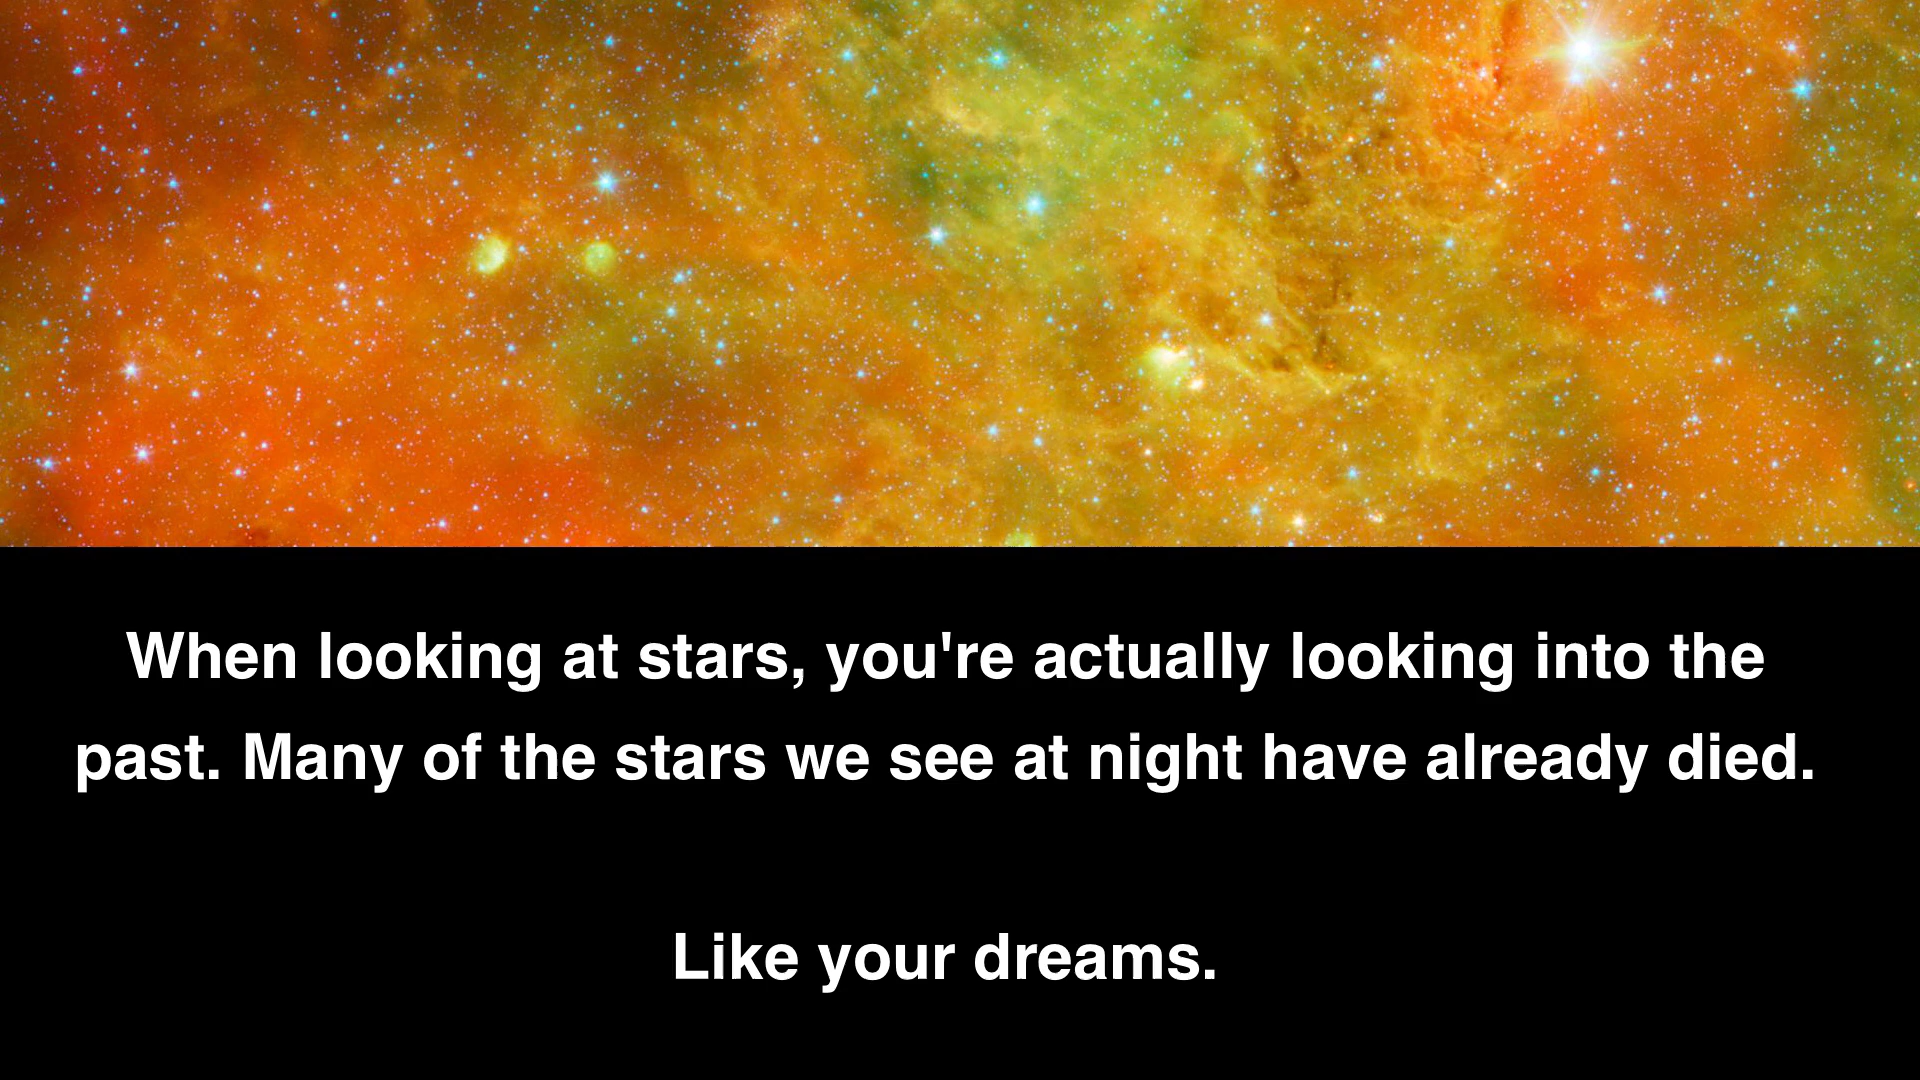 When looking at stars, you're actually looking into the
past. Many of the stars we see at night have already died.
Like your dreams.